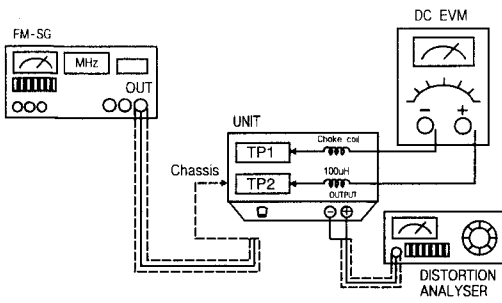 DC EVM
FM-SG
MHz
OUT
− +
UNIT
Choke coil
TP1
Chassis
100uH
TP2
OUTPUT
− +
DISTORTION
ANALYSER